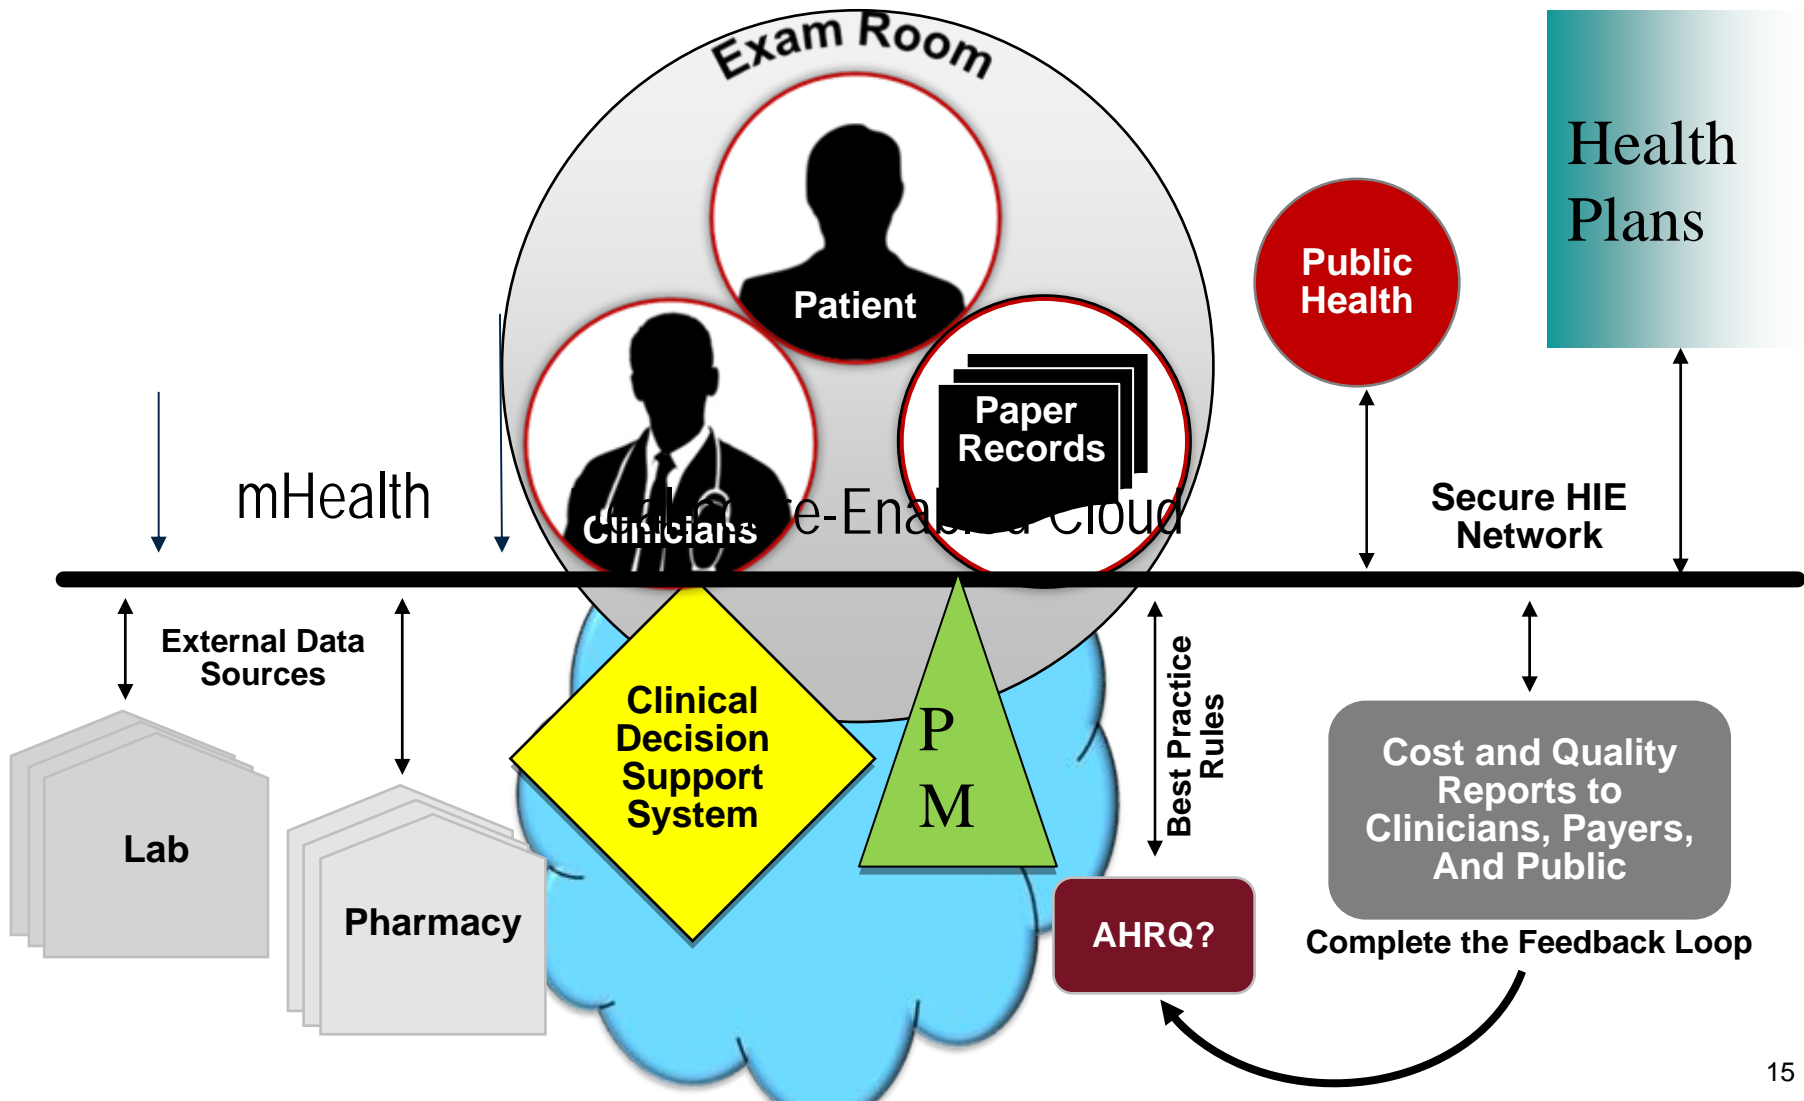 Exam Room
Health
Plans
Public
Health
Patient
Paper
Records
mHealth
e-Enabled Cloud
Clinicians
Secure HIE
Network
External Data
Sources
Clinical
Decision
Support
System
P
M
Best Practice
Rules
Cost and Quality
Reports to
Clinicians, Payers,
And Public
Lab
Pharmacy
AHRQ?
Complete the Feedback Loop
15